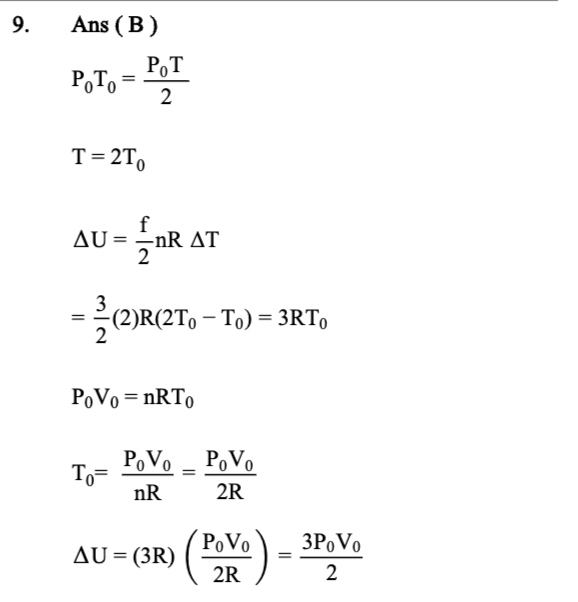 9. Ans ( B )
P₀T₀ = P₀T/2
T = 2T₀
ΔU = f/2 nR ΔT
= 3/2 (2)R(2T₀ – T₀) = 3RT₀
P₀V₀ = nRT₀
T₀= P₀V₀/nR = P₀V₀/2R
ΔU = (3R) (P₀V₀/2R) = 3P₀V₀/2